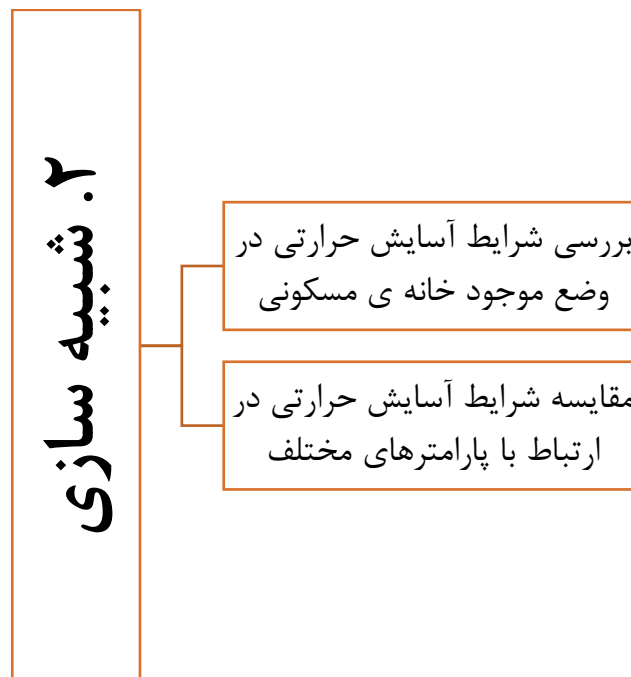 ۲. شبیه سازی
بررسی شرایط آسایش حرارتی در
وضع موجود خانه ی مسکونی
مقایسه شرایط آسایش حرارتی در
ارتباط با پارامترهای مختلف